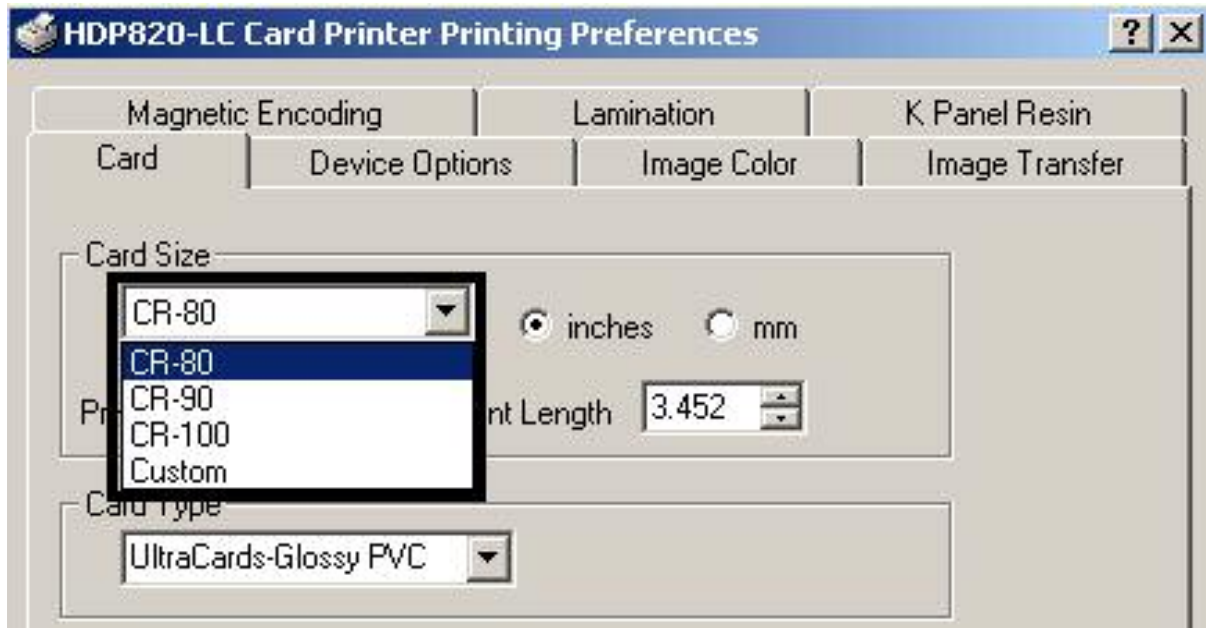 HDP820-LC Card Printer Printing Preferences ? X
Magnetic Encoding Lamination K Panel Resin
Card Device Options Image Color Image Transfer
Card Size
CR-80 inches mm
CR-80
CR-90
nt Length 3.452
CR-100
Custom
Card Type
UltraCards-Glossy PVC